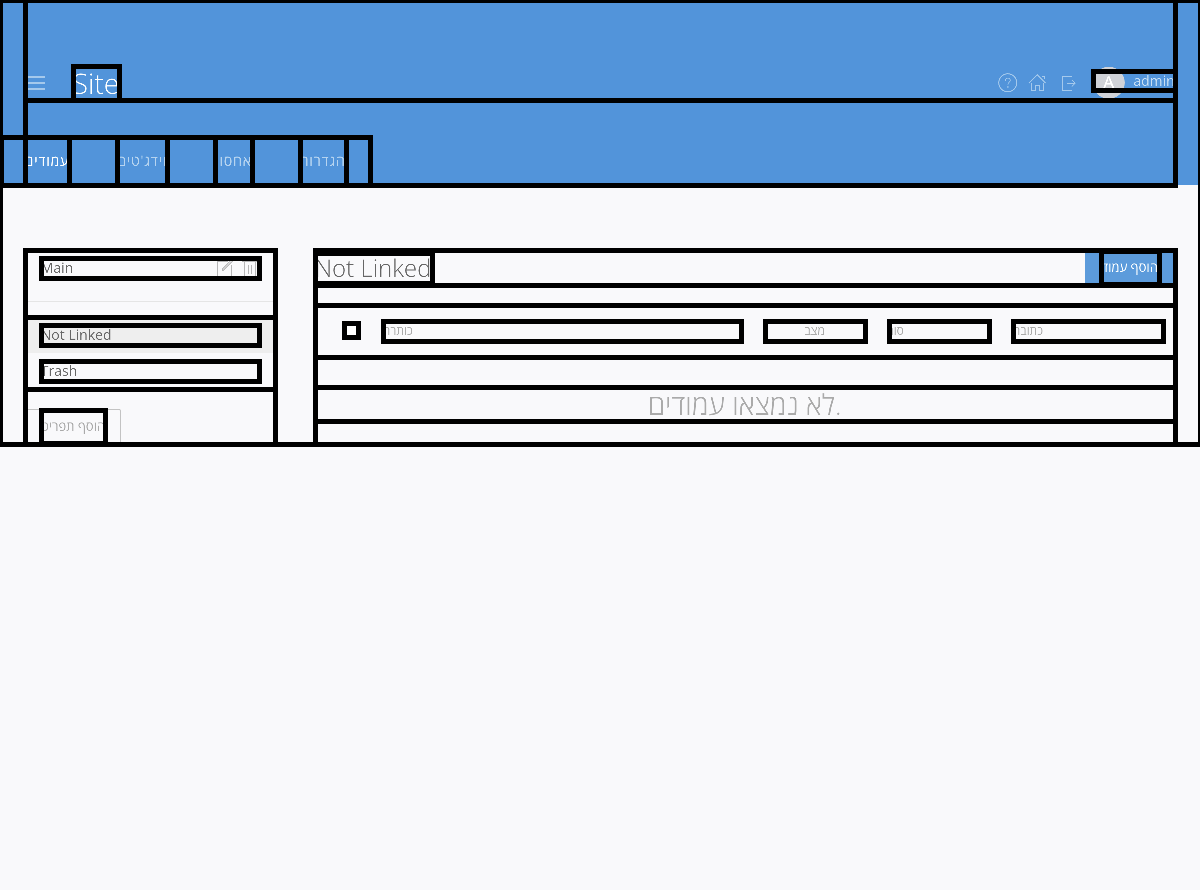 Site
A admin
עמודים
וידג'טים
אחסון
הגדרות
Main
Not Linked
Trash
הוסף תפריט
Not Linked
הוסף עמוד
כותרת
מצב
סוג
כתובת
לא נמצאו עמודים.